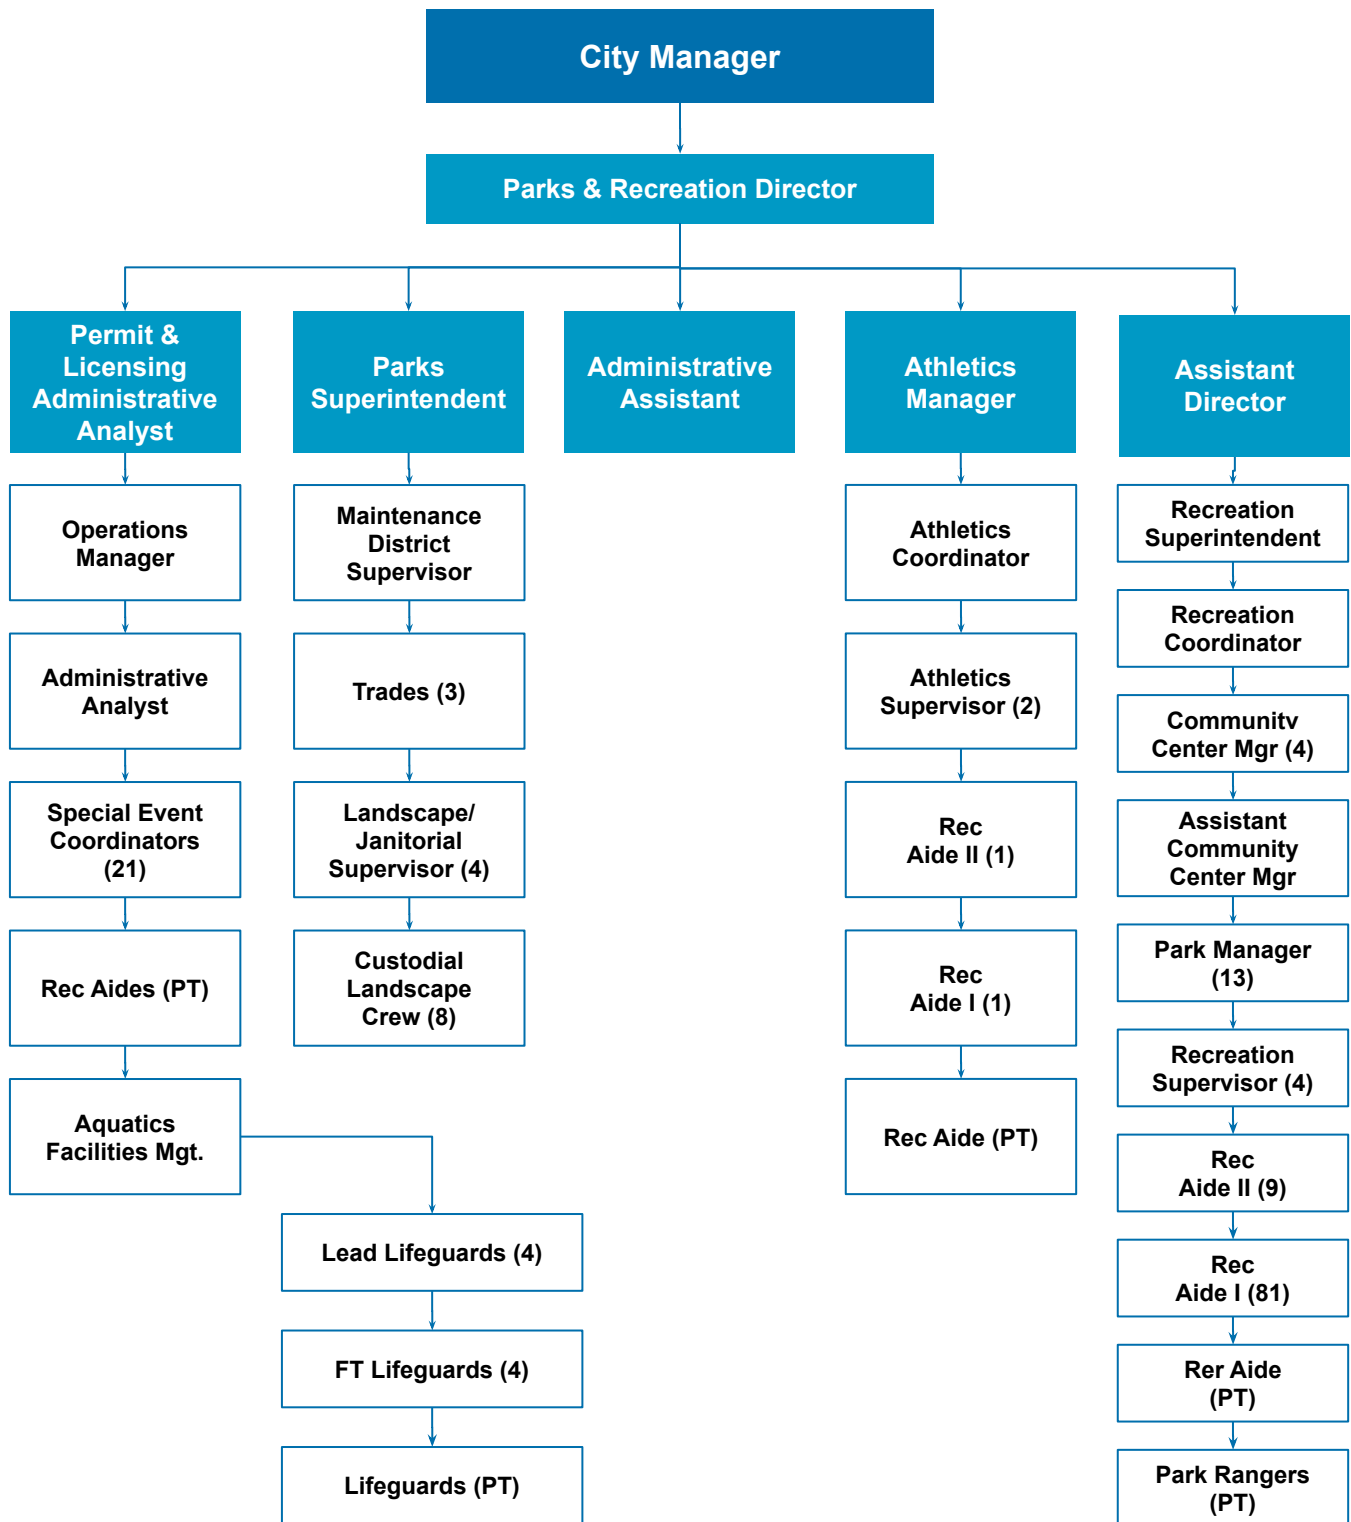 City Manager
Parks & Recreation Director
Permit &
Licensing
Administrative
Analyst
Parks
Superintendent
Administrative
Assistant
Athletics
Manager
Assistant
Director
Operations
Manager
Administrative
Analyst
Special Event
Coordinators
(21)
Rec Aides (PT)
Aquatics
Facilities Mgt.
Lead Lifeguards (4)
FT Lifeguards (4)
Lifeguards (PT)
Maintenance
District
Supervisor
Trades (3)
Landscape/
Janitorial
Supervisor (4)
Custodial
Landscape
Crew (8)
Athletics
Coordinator
Athletics
Supervisor (2)
Rec
Aide II (1)
Rec
Aide I (1)
Rec Aide (PT)
Recreation
Superintendent
Recreation
Coordinator
Communitv
Center Mgr (4)
Assistant
Community
Center Mgr
Park Manager
(13)
Recreation
Supervisor (4)
Rec
Aide II (9)
Rec
Aide I (81)
Rer Aide
(PT)
Park Rangers
(PT)